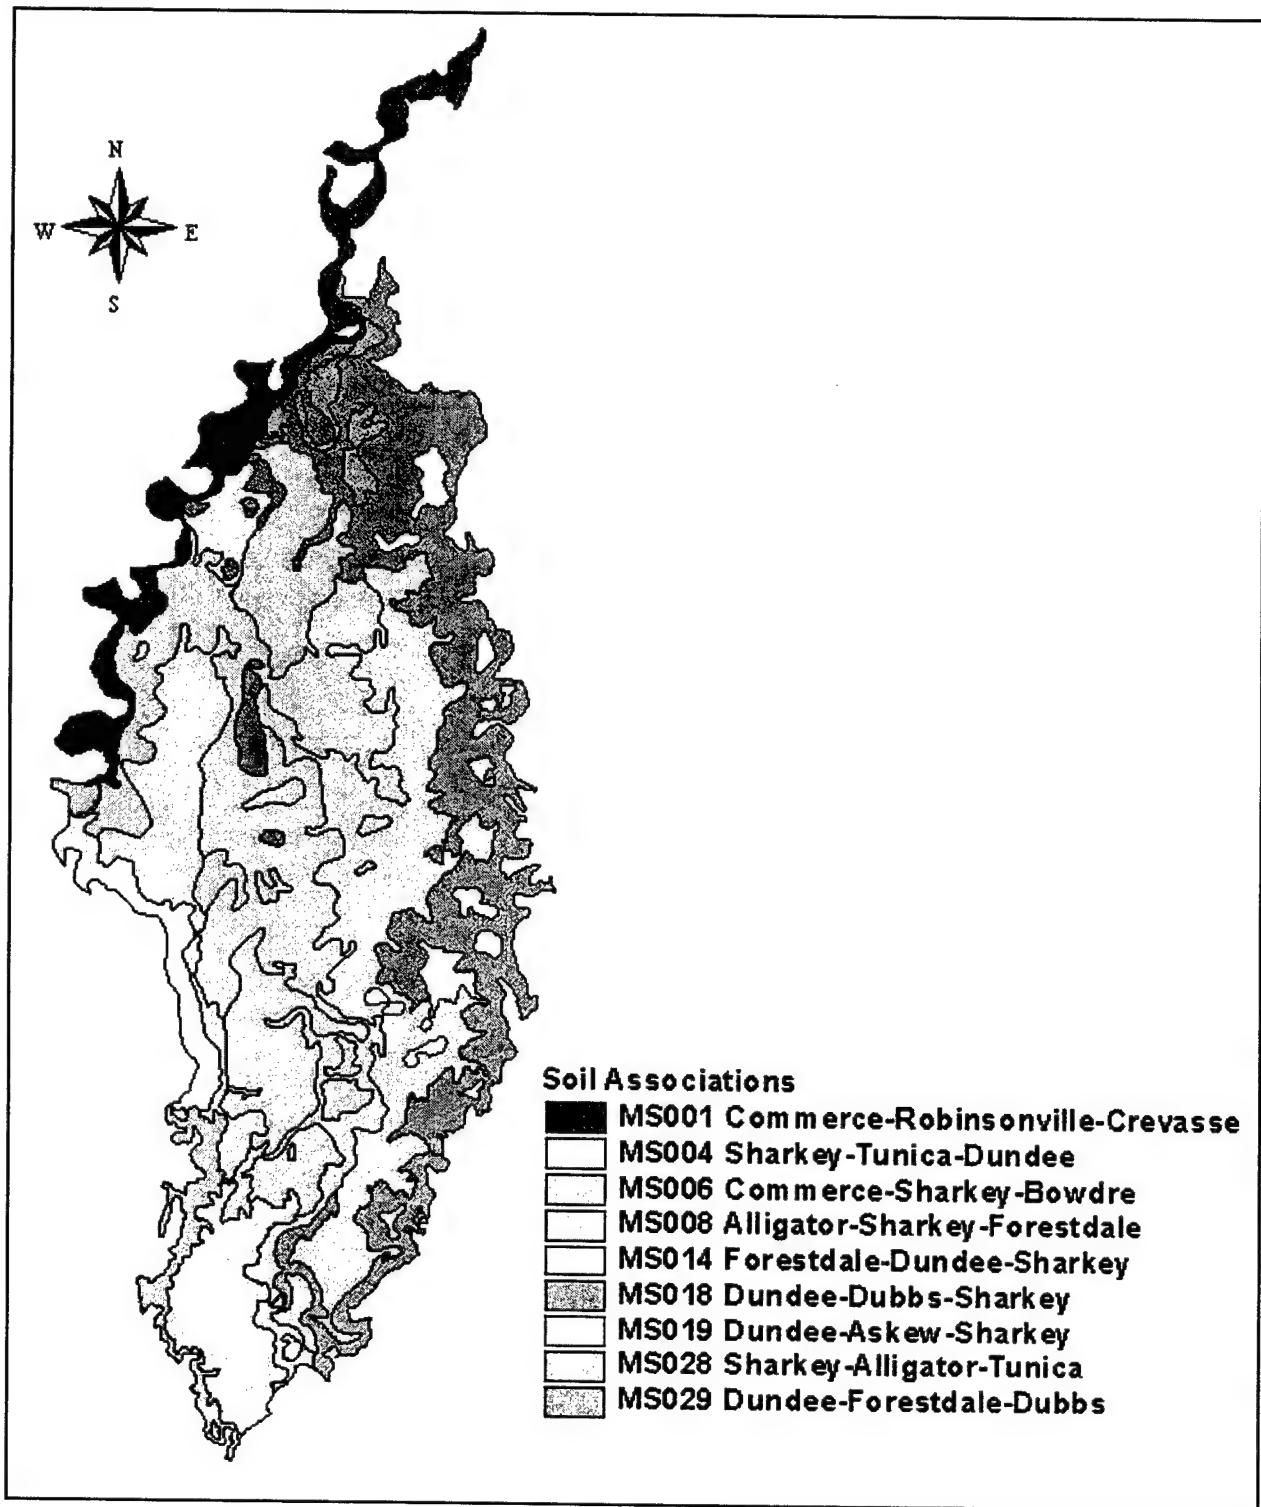 N
W E
S
Soil Associations
MS001 Commerce-Robinsonville-Crevasse
MS004 Sharkey-Tunica-Dundee
MS006 Commerce-Sharkey-Bowdre
MS008 Alligator-Sharkey-Forestdale
MS014 Forestdale-Dundee-Sharkey
MS018 Dundee-Dubbs-Sharkey
MS019 Dundee-Askew-Sharkey
MS028 Sharkey-Alligator-Tunica
MS029 Dundee-Forestdale-Dubbs